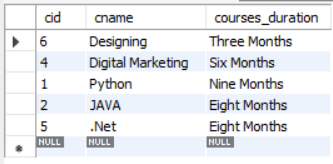 cid cname courses_duration
6 Designing Three Months
4 Digital Marketing Six Months
1 Python Nine Months
2 JAVA Eight Months
5 .Net Eight Months
NULL NULL NULL